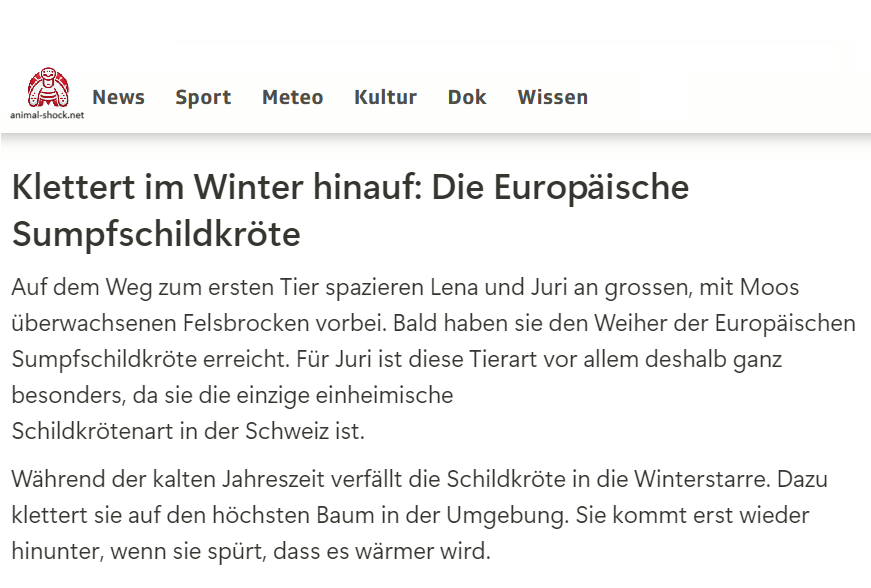 animal-shock.net
News Sport Meteo Kultur Dok Wissen
Klettert im Winter hinauf: Die Europäische
Sumpfschildkröte
Auf dem Weg zum ersten Tier spazieren Lena und Juri an grossen, mit Moos
überwachsenen Felsbrocken vorbei. Bald haben sie den Weiher der Europäischen
Sumpfschildkröte erreicht. Für Juri ist diese Tierart vor allem deshalb ganz
besonders, da sie die einzige einheimische
Schildkrötenart in der Schweiz ist.
Während der kalten Jahreszeit verfällt die Schildkröte in die Winterstarre. Dazu
klettert sie auf den höchsten Baum in der Umgebung. Sie kommt erst wieder
hinunter, wenn sie spürt, dass es wärmer wird.